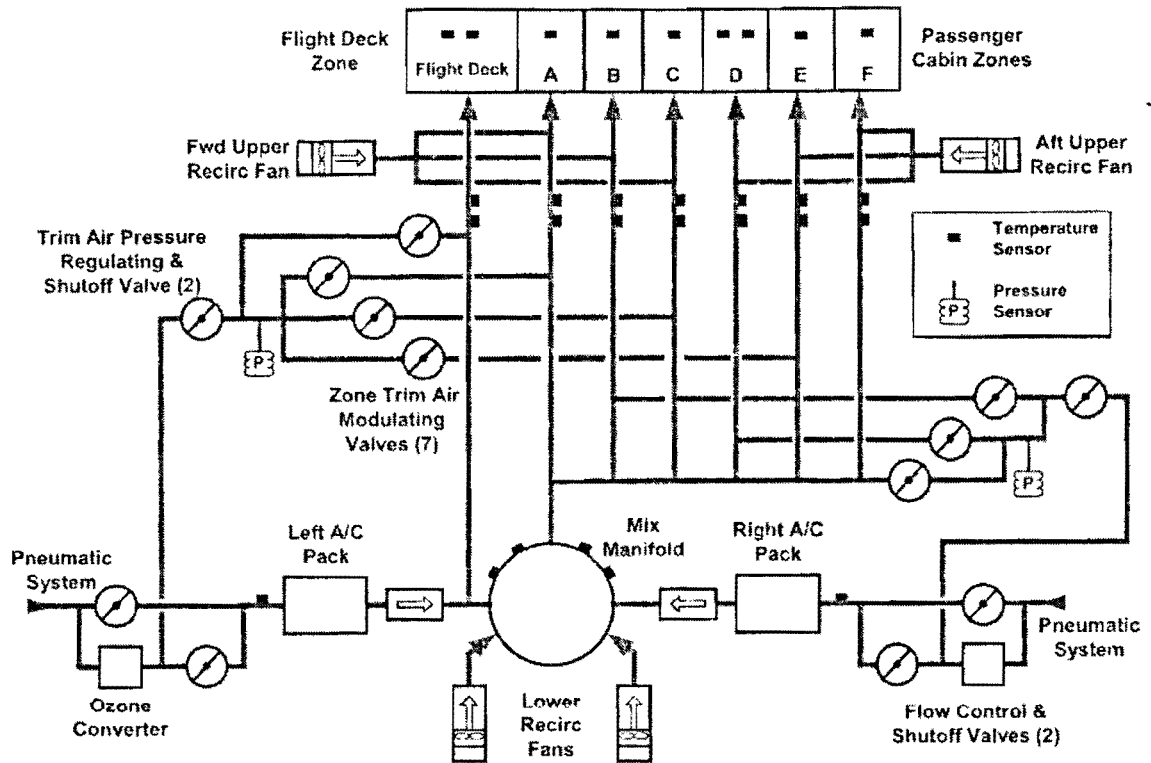 Flight Deck
Zone
Flight Deck
A
B
C
D
E
F
Passenger
Cabin Zones
Fwd Upper
Recirc Fan
Aft Upper
Recirc Fan
Temperature
Sensor
P
Pressure
Sensor
Trim Air Pressure
Regulating &
Shutoff Valve (2)
P
Zone Trim Air
Modulating
Valves (7)
P
Left A/C
Pack
Mix
Manifold
Right A/C
Pack
Pneumatic
System
Pneumatic
System
Ozone
Converter
Lower
Recirc
Fans
Flow Control &
Shutoff Valves (2)